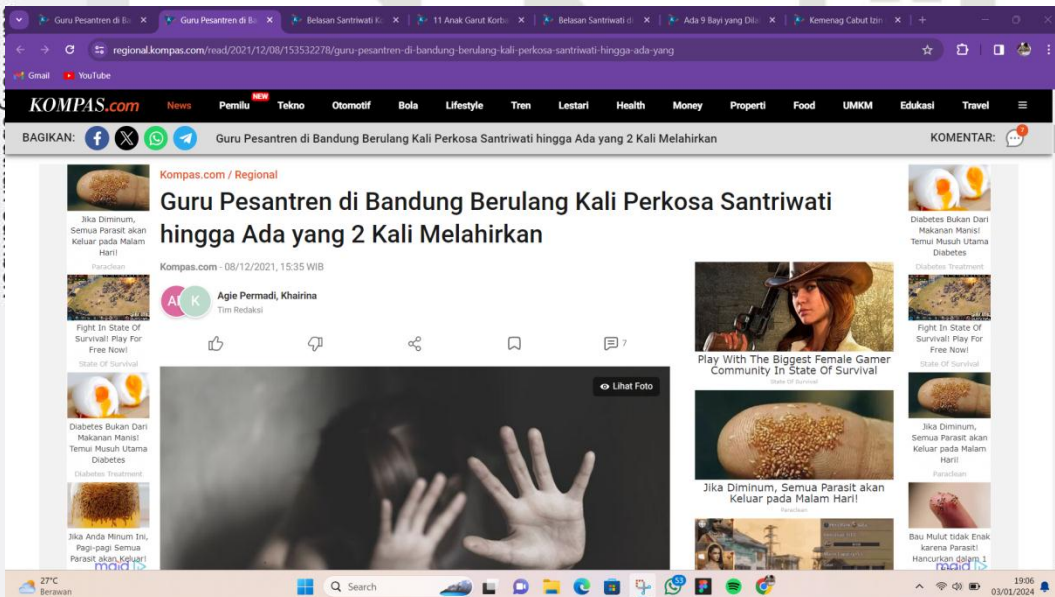 Guru Pesantren di Ba
Guru Pesantren di Ba
Belasan Santriwati Ko
11 Anak Garut Korba
Belasan Santriwati di
Ada 9 Bayi yang Dila
Kemenag Cabut Izin
regional.kompas.com/read/2021/12/08/153532278/guru-pesantren-di-bandung-berulang-kali-perkosa-santriwati-hingga-ada-yang
Gmail YouTube
KOMPAS.com News Pemilu NEW Tekno Otomotif Bola Lifestyle Tren Lestari Health Money Properti Food UMKM Edukasi Travel
BAGIKAN: Guru Pesantren di Bandung Berulang Kali Perkosa Santriwati hingga Ada yang 2 Kali Melahirkan KOMENTAR: 7
Kompas.com / Regional
Guru Pesantren di Bandung Berulang Kali Perkosa Santriwati
hingga Ada yang 2 Kali Melahirkan
Kompas.com - 08/12/2021, 15:35 WIB
AP K
Agie Permadi, Khairina
Tim Redaksi
7
Lihat Foto
Jika Diminum,
Semua Parasit akan
Keluar pada Malam
Hari!
Paraclean
Fight In State Of
Survival! Play For
Free Now!
State Of Survival
Diabetes Bukan Dari
Makanan Manis!
Temui Musuh Utama
Diabetes
Diabetes Treatment
Jika Anda Minum Ini,
Pagi-pagi Semua
Parasit akan Keluar!
mgid
Play With The Biggest Female Gamer
Community In State Of Survival
State Of Survival
Jika Diminum, Semua Parasit akan
Keluar pada Malam Hari!
Paraclean
Diabetes Bukan Dari
Makanan Manis!
Temui Musuh Utama
Diabetes
Diabetes Treatment
Fight In State Of
Survival! Play For
Free Now!
State Of Survival
Jika Diminum,
Semua Parasit akan
Keluar pada Malam
Hari!
Paraclean
Bau Mulut tidak Enak
karena Parasit!
Hancurkan dalam 1
mgid
27°C
Berawan
Search
19:06
03/01/2024